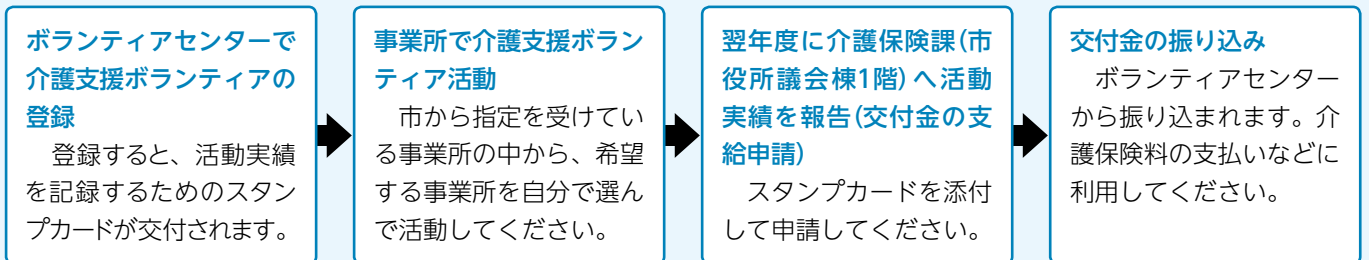 ボランティアセンターで
介護支援ボランティアの
登録
　登録すると、活動実績
を記録するためのスタン
プカードが交付されます。
事業所で介護支援ボラン
ティア活動
　市から指定を受けてい
る事業所の中から、希望
する事業所を自分で選ん
で活動してください。
翌年度に介護保険課(市
役所議会棟1階)へ活動
実績を報告(交付金の支
給申請)
　スタンプカードを添付
して申請してください。
交付金の振り込み
　ボランティアセンター
から振り込まれます。介
護保険料の支払いなどに
利用してください。